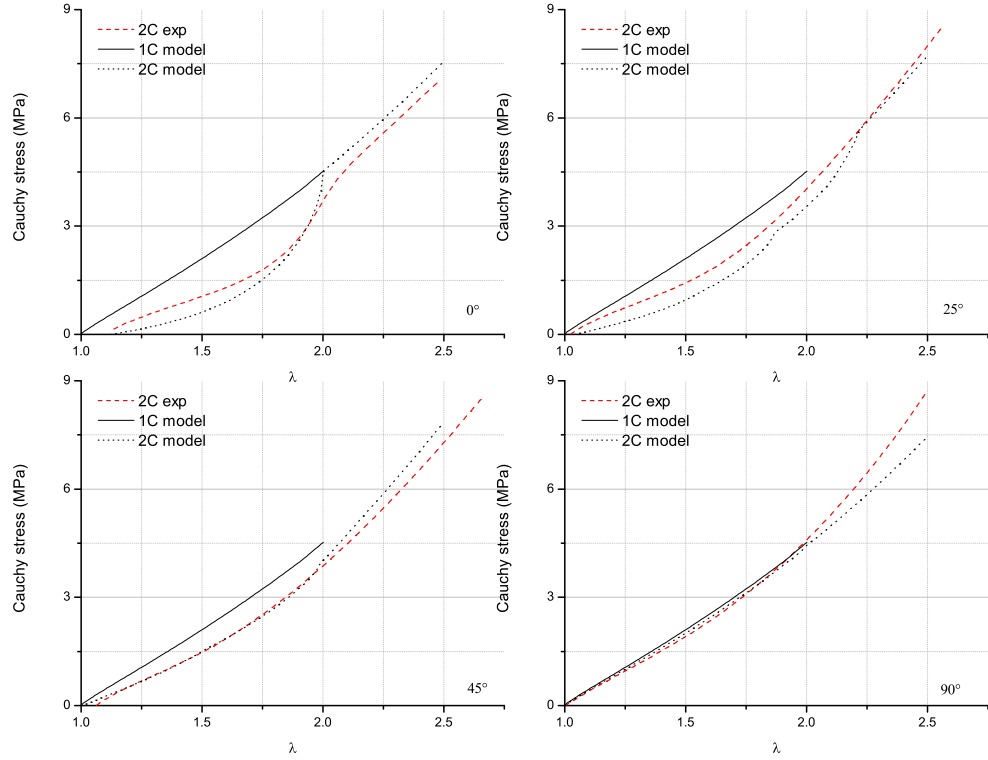 9
2C exp
1C model
2C model
6
Cauchy stress (MPa)
3
0°
0
1.0 1.5 2.0 2.5
λ
9
2C exp
1C model
2C model
6
Cauchy stress (MPa)
3
25°
0
1.0 1.5 2.0 2.5
λ
9
2C exp
1C model
2C model
6
Cauchy stress (MPa)
3
45°
0
1.0 1.5 2.0 2.5
λ
9
2C exp
1C model
2C model
6
Cauchy stress (MPa)
3
90°
0
1.0 1.5 2.0 2.5
λ